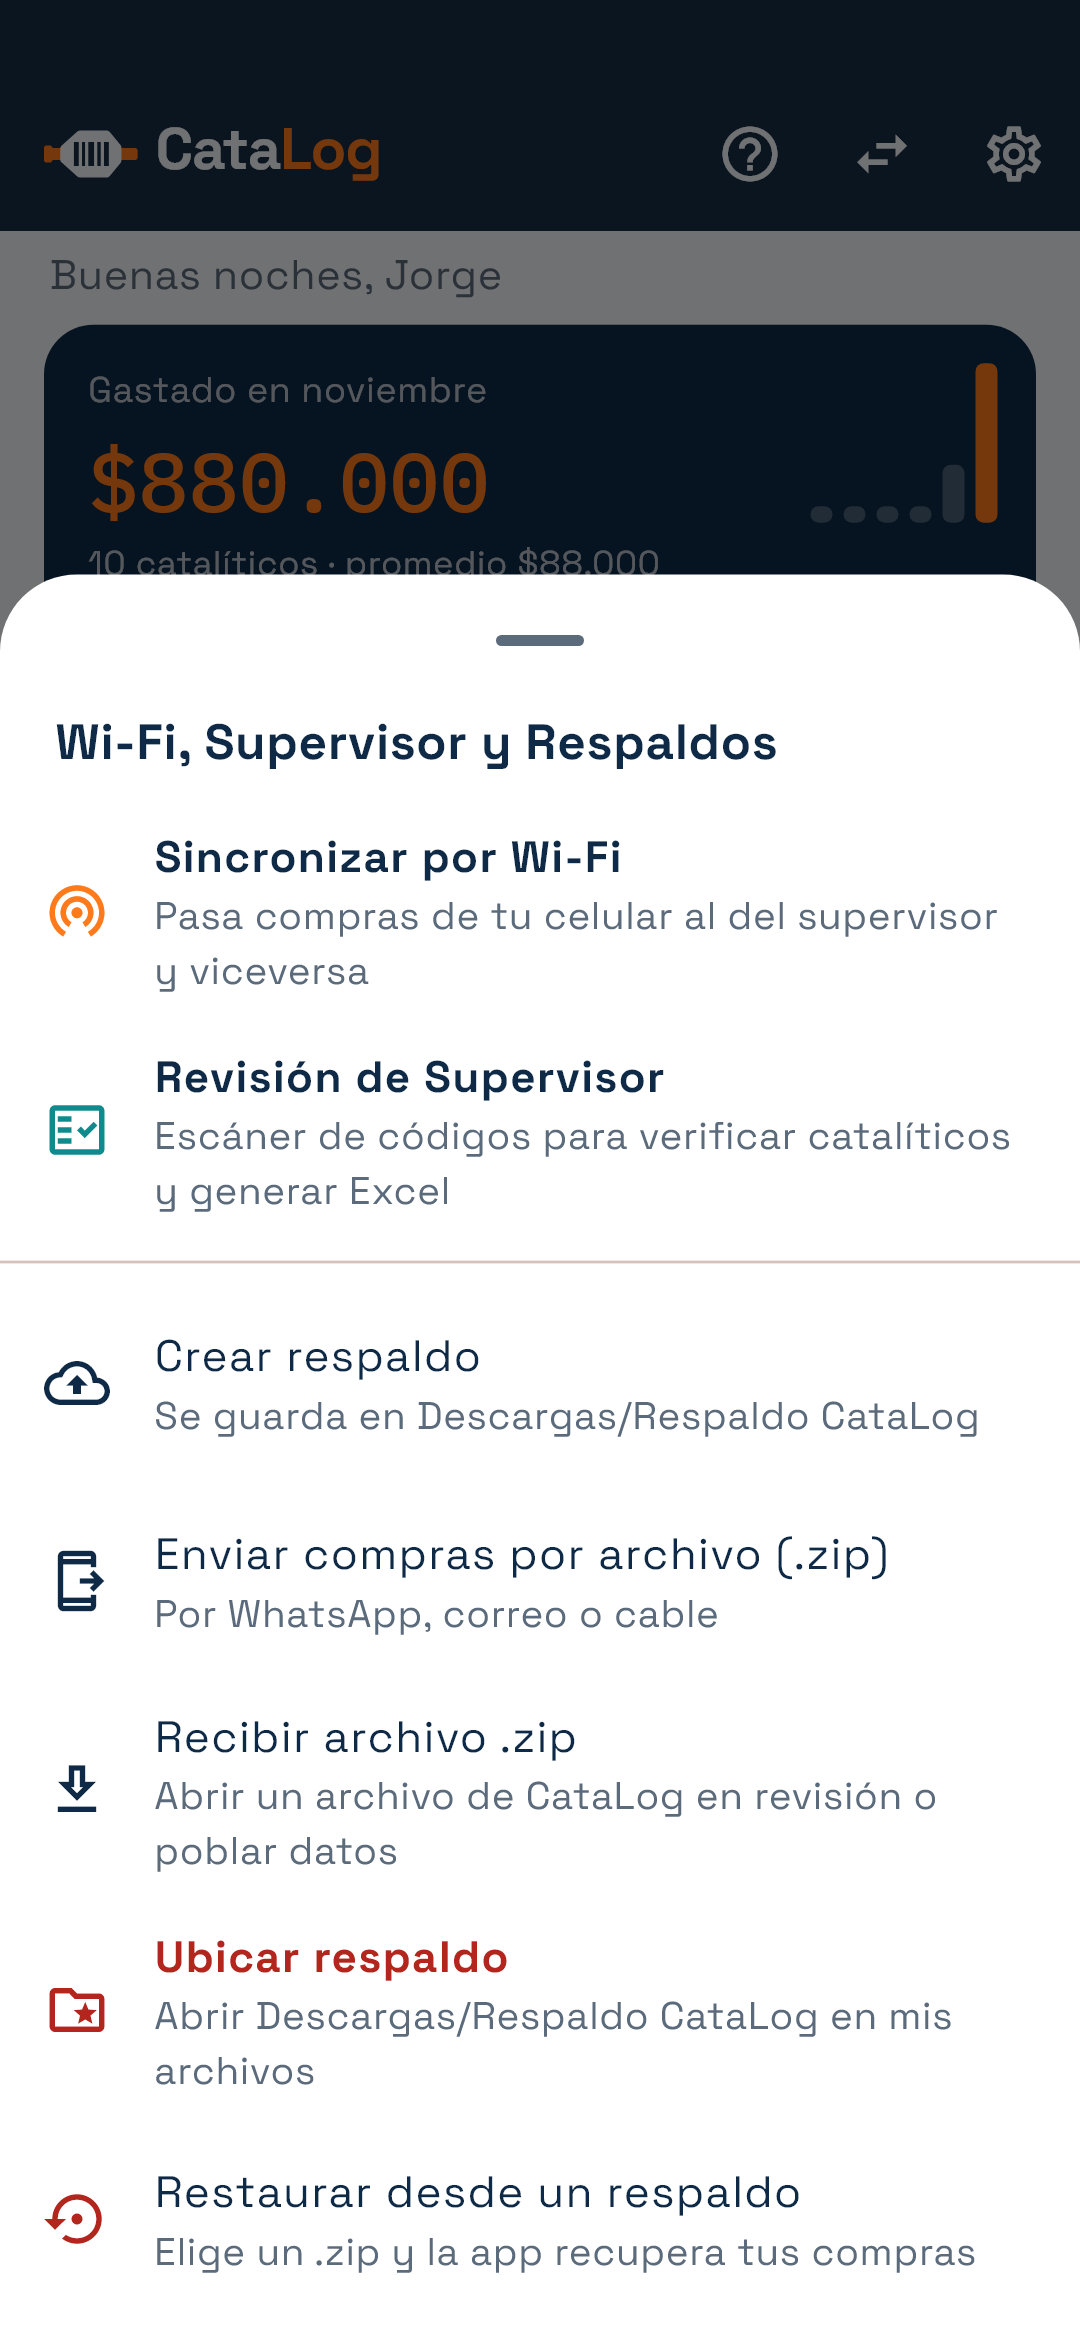 CataLog
Buenas noches, Jorge
Gastado en noviembre
$880.000
10 catalíticos · promedio $88.000
Wi-Fi, Supervisor y Respaldos
Sincronizar por Wi-Fi
Pasa compras de tu celular al del supervisor
y viceversa
Revisión de Supervisor
Escáner de códigos para verificar catalíticos
y generar Excel
Crear respaldo
Se guarda en Descargas/Respaldo CataLog
Enviar compras por archivo (.zip)
Por WhatsApp, correo o cable
Recibir archivo .zip
Abrir un archivo de CataLog en revisión o
poblar datos
Ubicar respaldo
Abrir Descargas/Respaldo CataLog en mis
archivos
Restaurar desde un respaldo
Elige un .zip y la app recupera tus compras